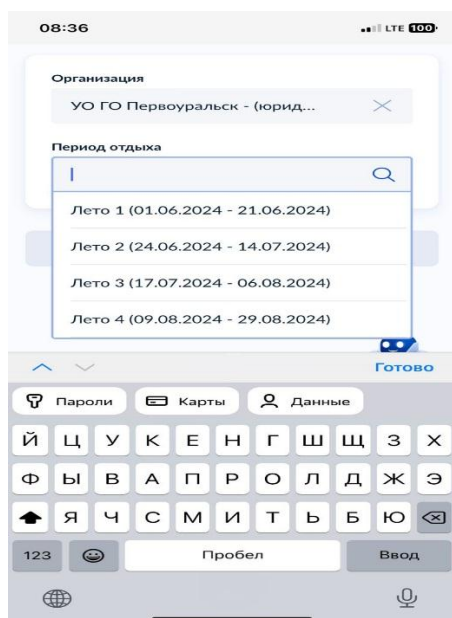 08:36 LTE 100
Организация
УО ГО Первоуральск - (юрид...
Период отдыха
Лето 1 (01.06.2024 - 21.06.2024)
Лето 2 (24.06.2024 - 14.07.2024)
Лето 3 (17.07.2024 - 06.08.2024)
Лето 4 (09.08.2024 - 29.08.2024)
Готово
Пароли Карты Данные
Й Ц У К Е Н Г Ш Щ З Х
Ф Ы В А П Р О Л Д Ж Э
Я Ч С М И Т Ь Б Ю
123 Пробел Ввод